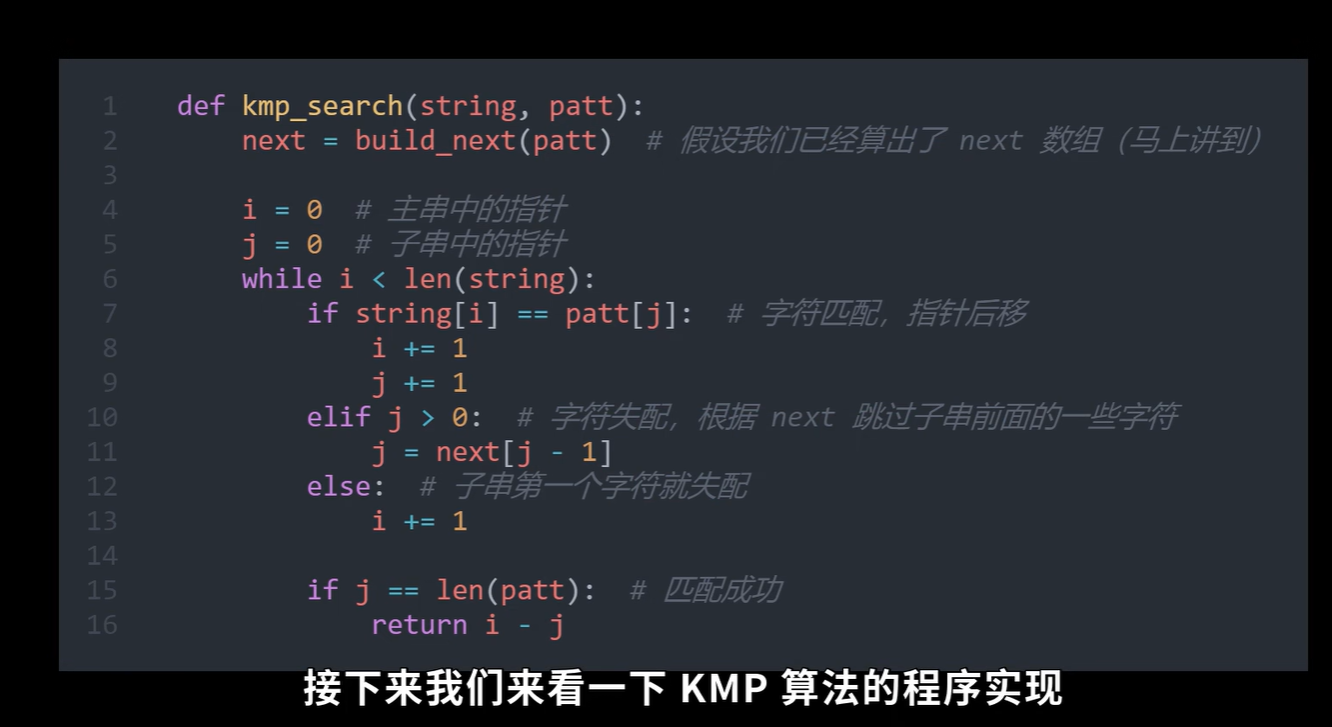 1 def kmp_search(string, patt):
2 next = build_next(patt) # 假设我们已经算出了 next 数组（马上讲到）
3
4 i = 0 # 主串中的指针
5 j = 0 # 子串中的指针
6 while i < len(string):
7 if string[i] == patt[j]: # 字符匹配，指针后移
8 i += 1
9 j += 1
10 elif j > 0: # 字符失配，根据 next 跳过子串前面的一些字符
11 j = next[j - 1]
12 else: # 子串第一个字符就失配
13 i += 1
14
15 if j == len(patt): # 匹配成功
16 return i - j
接下来我们来看一下 KMP 算法的程序实现